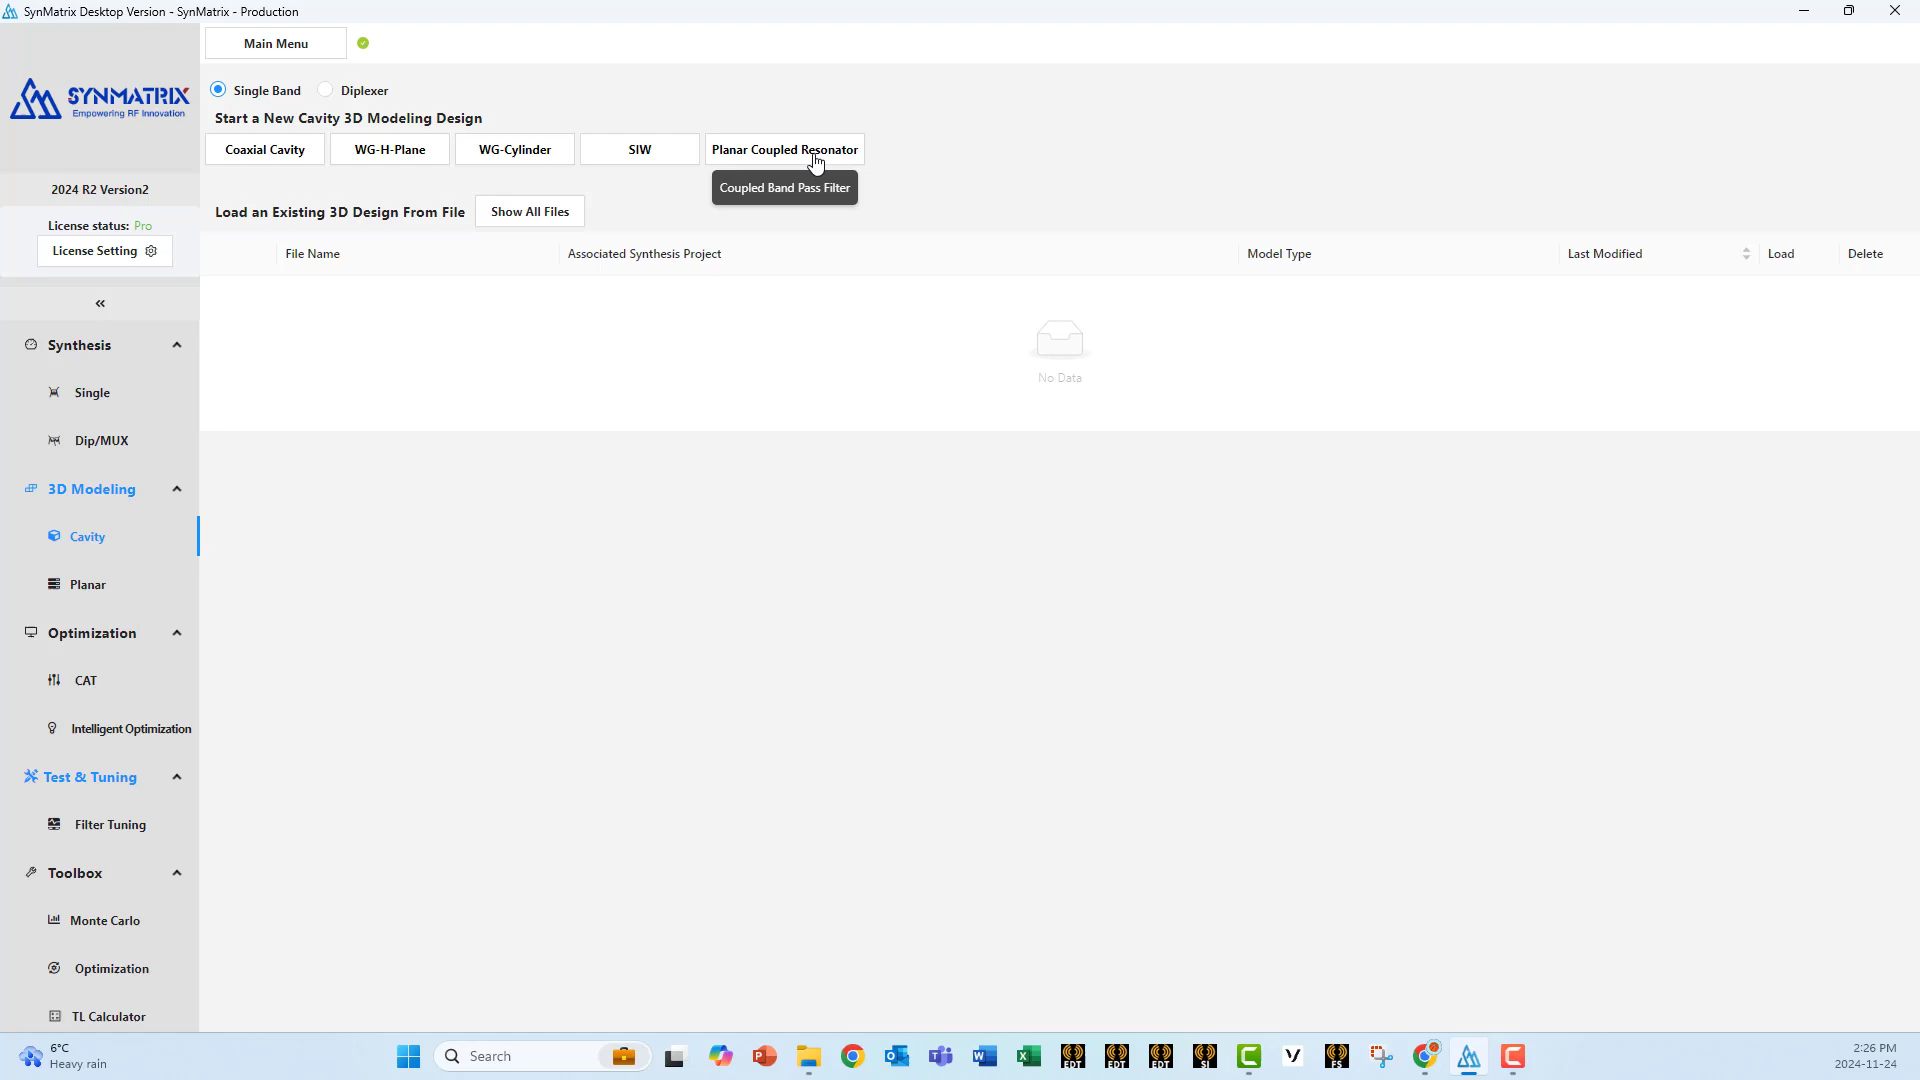 SynMatrix Desktop Version - SynMatrix - Production
Main Menu
SYNMATRIX
Empowering RF Innovation
Single Band
Diplexer
Start a New Cavity 3D Modeling Design
Coaxial Cavity
WG-H-Plane
WG-Cylinder
SIW
Planar Coupled Resonator
Coupled Band Pass Filter
2024 R2 Version2
License status: Pro
License Setting
Load an Existing 3D Design From File
Show All Files
File Name
Associated Synthesis Project
Model Type
Last Modified
Load
Delete
No Data
Synthesis
Single
Dip/MUX
3D Modeling
Cavity
Planar
Optimization
CAT
Intelligent Optimization
Test & Tuning
Filter Tuning
Toolbox
Monte Carlo
Optimization
TL Calculator
6°C
Heavy rain
Search
EDT
EDT
EDT
SI
FS
2:26 PM
2024-11-24